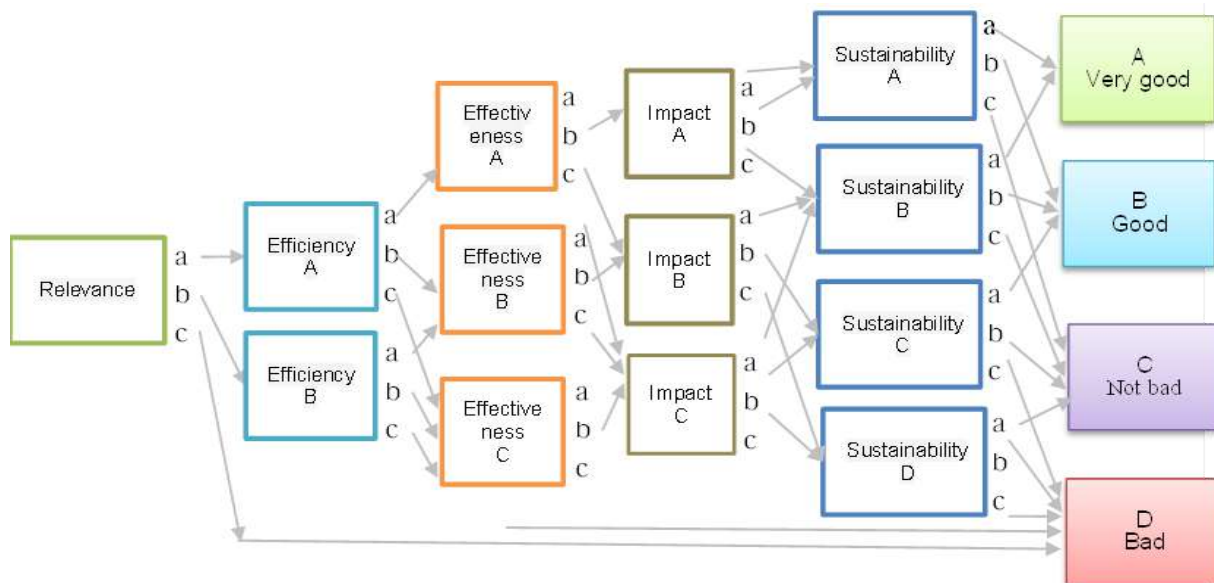 Relevance
a
b
c
Efficiency
A
a
b
c
Efficiency
B
a
b
c
Effectiv
eness
A
a
b
c
Effective
ness
B
a
b
c
Effective
ness
C
a
b
c
Impact
A
a
b
c
Impact
B
a
b
c
Impact
C
a
b
c
Sustainability
A
a
b
c
Sustainability
B
a
b
c
Sustainability
C
a
b
c
Sustainability
D
a
b
c
A
Very good
B
Good
C
Not bad
D
Bad